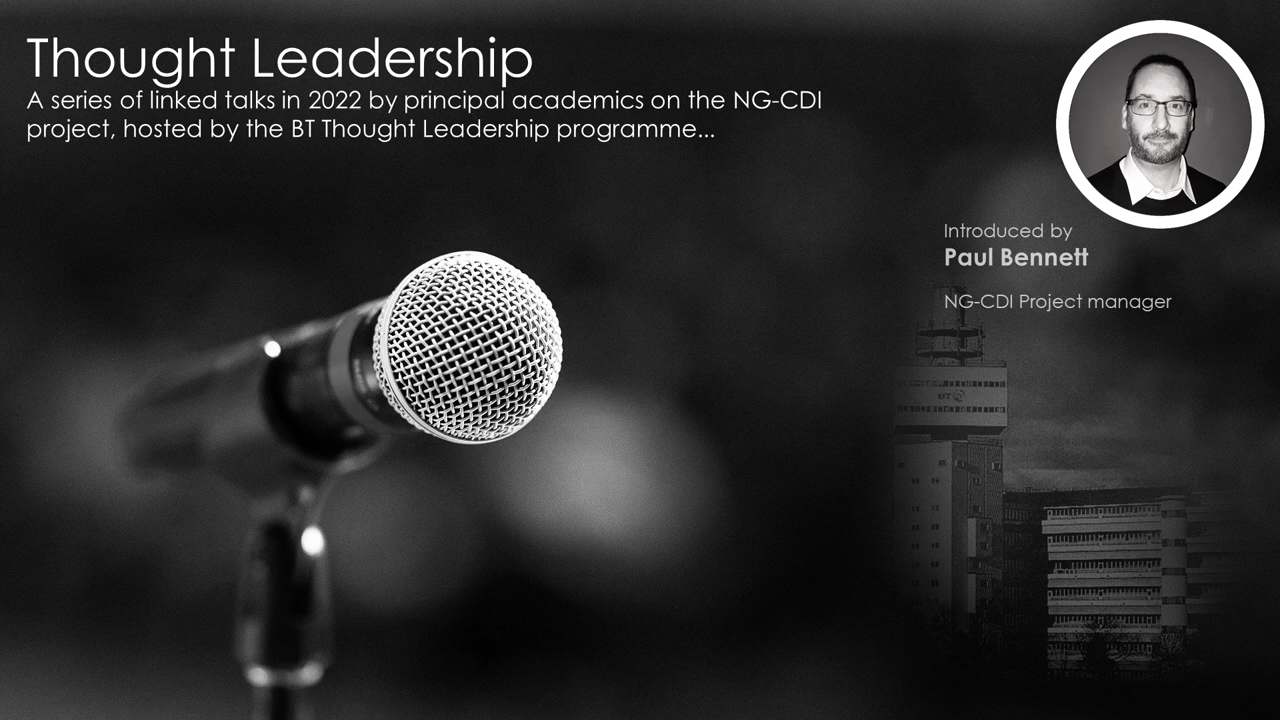 Thought Leadership
A series of linked talks in 2022 by principal academics on the NG-CDI
project, hosted by the BT Thought Leadership programme...
Introduced by
Paul Bennett
NG-CDI Project manager
BT